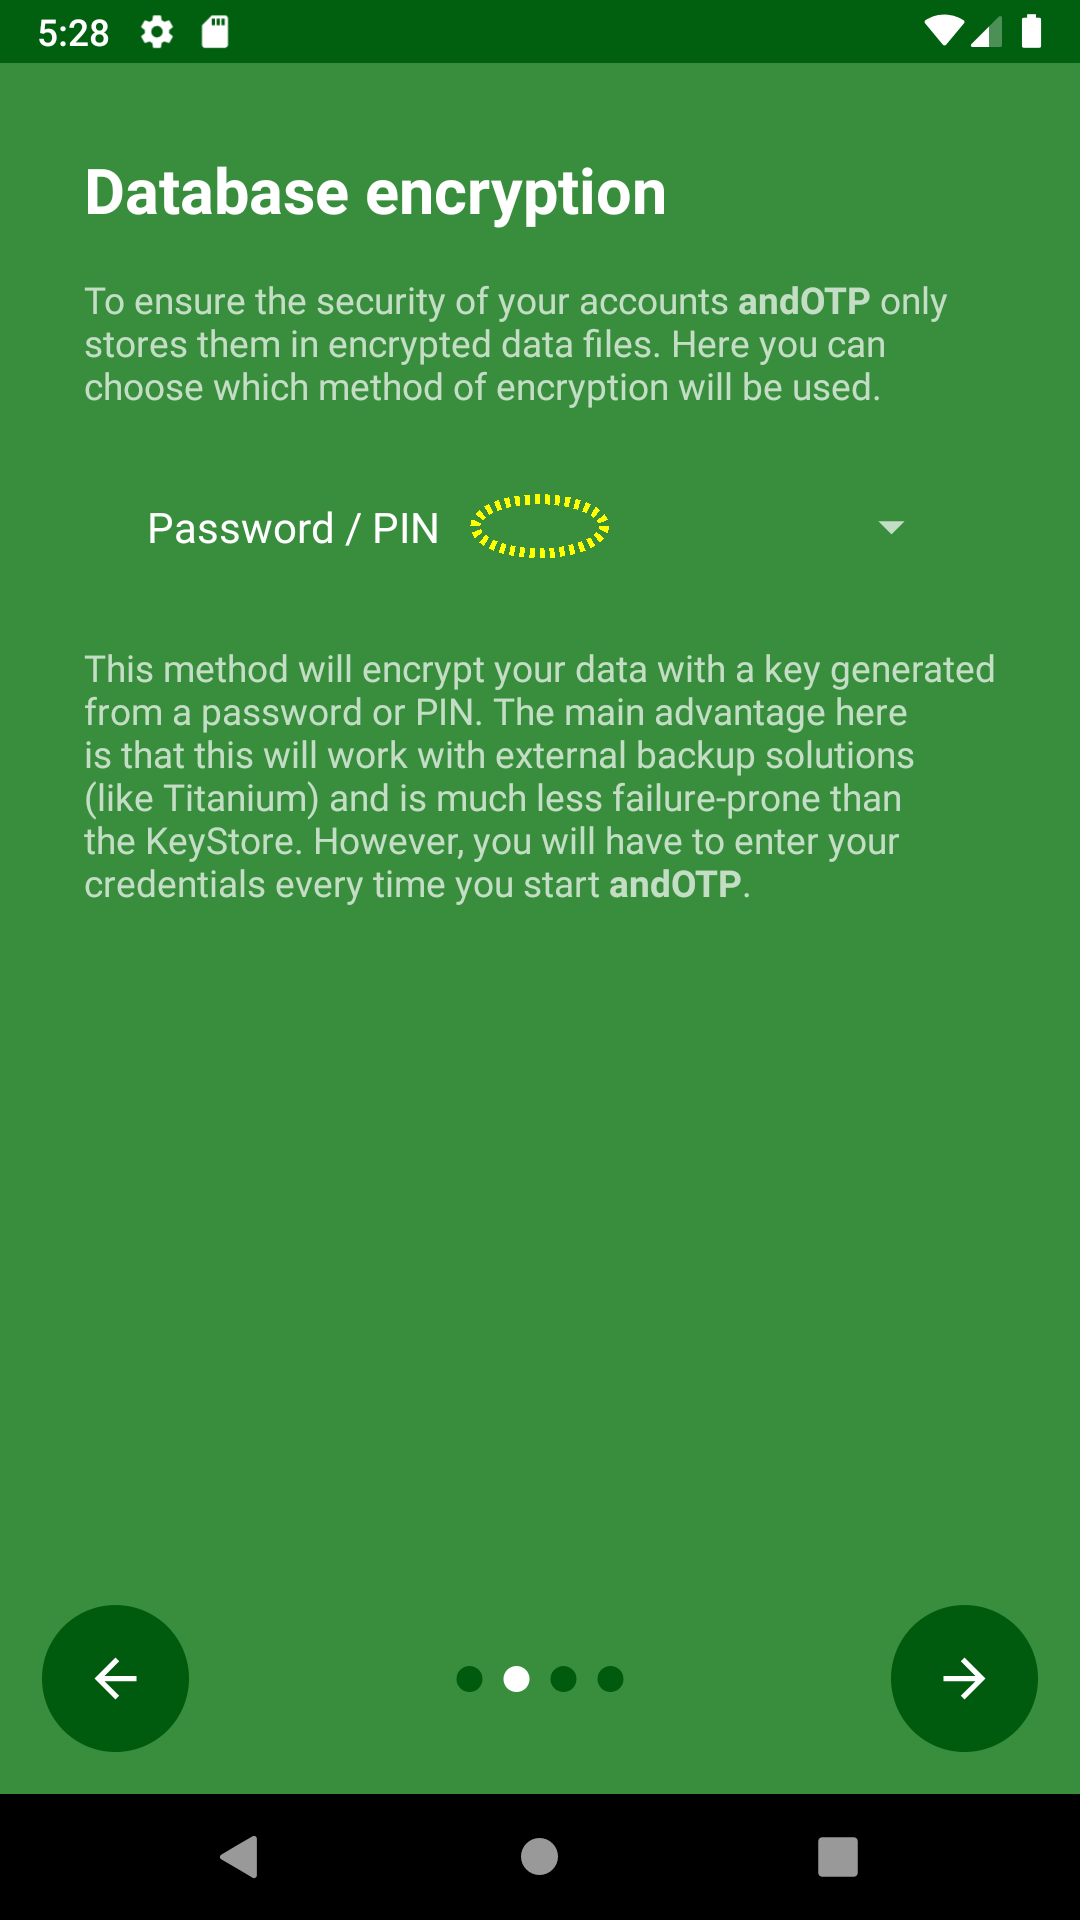 5:28
Database encryption
To ensure the security of your accounts andOTP only
stores them in encrypted data files. Here you can
choose which method of encryption will be used.
Password / PIN
This method will encrypt your data with a key generated
from a password or PIN. The main advantage here
is that this will work with external backup solutions
(like Titanium) and is much less failure-prone than
the KeyStore. However, you will have to enter your
credentials every time you start andOTP.